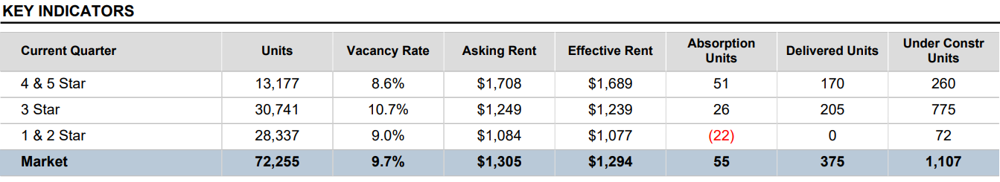 KEY INDICATORS
Current Quarter Units Vacancy Rate Asking Rent Effective Rent Absorption Units Delivered Units Under Constr Units
4 & 5 Star 13,177 8.6% $1,708 $1,689 51 170 260
3 Star 30,741 10.7% $1,249 $1,239 26 205 775
1 & 2 Star 28,337 9.0% $1,084 $1,077 (22) 0 72
Market 72,255 9.7% $1,305 $1,294 55 375 1,107